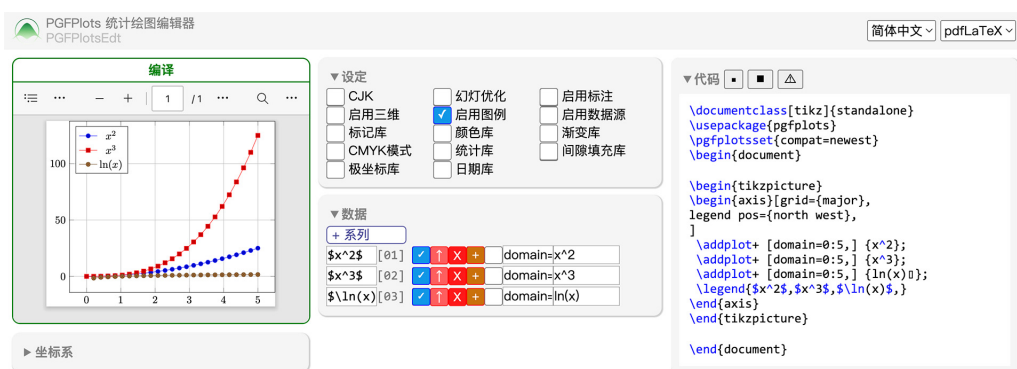 PGFPlots 统计绘图编辑器
PGFPlotsEdt
简体中文
pdfLaTeX
编译
1 /1
x²
x³
ln(x)
100
50
0
0 1 2 3 4 5
▶坐标系
▼设定
CJK 幻灯优化 启用标注
启用三维 启用图例 启用数据源
标记库 颜色库 渐变库
CMYK模式 统计库 间隙填充库
极坐标库 日期库
▼数据
+ 系列
$x^2$ [01] ✓ ↑ X + domain= x^2
$x^3$ [02] ✓ ↑ X + domain= x^3
$\ln(x) [03] ✓ ↑ X + domain= ln(x)
▼代码
\documentclass[tikz]{standalone}
\usepackage{pgfplots}
\pgfplotsset{compat=newest}
\begin{document}
\begin{tikzpicture}
\begin{axis}[grid={major},
legend pos={north west},
]
\addplot+ [domain=0:5,] {x^2};
\addplot+ [domain=0:5,] {x^3};
\addplot+ [domain=0:5,] {ln(x)▯};
\legend{$x^2$,$x^3$,$\ln(x)$,}
\end{axis}
\end{tikzpicture}
\end{document}